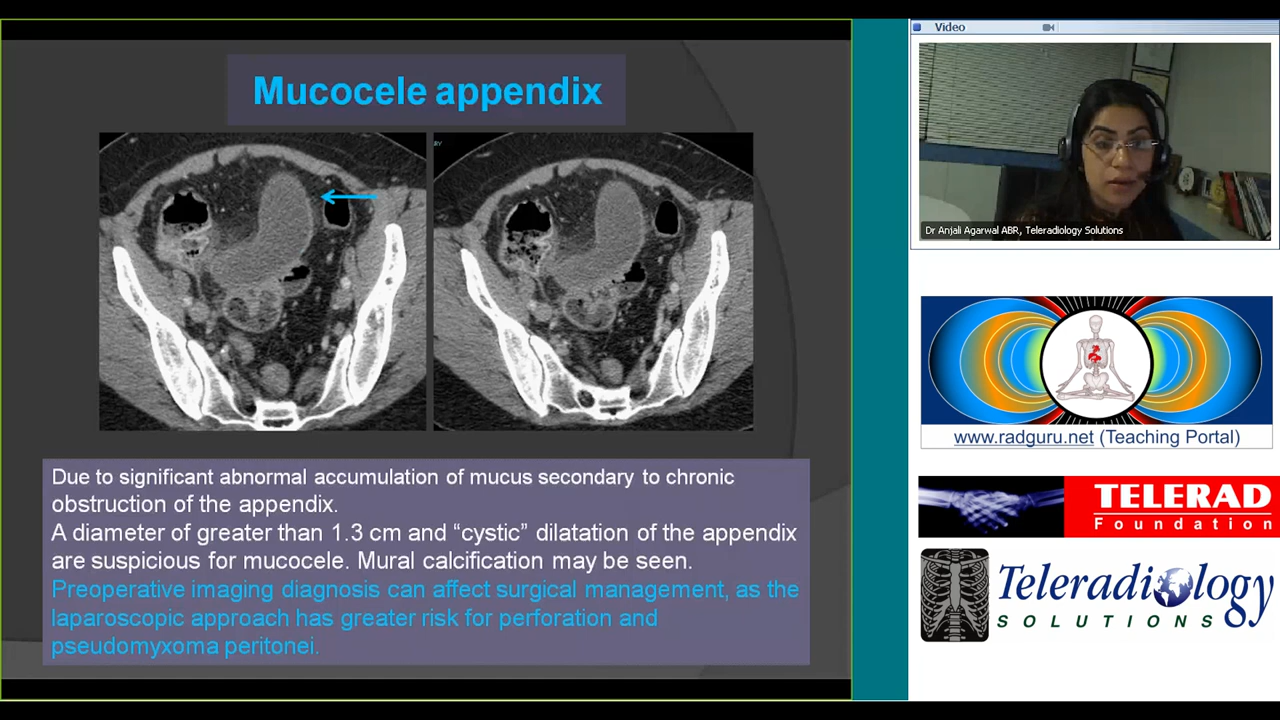 Mucocele appendix
Due to significant abnormal accumulation of mucus secondary to chronic
obstruction of the appendix.
A diameter of greater than 1.3 cm and “cystic” dilatation of the appendix
are suspicious for mucocele. Mural calcification may be seen.
Preoperative imaging diagnosis can affect surgical management, as the
laparoscopic approach has greater risk for perforation and
pseudomyxoma peritonei.
Video
Dr Anjali Agarwal ABR, Teleradiology Solutions
www.radguru.net (Teaching Portal)
TELERAD
Foundation
Teleradiology
SOLUTIONS